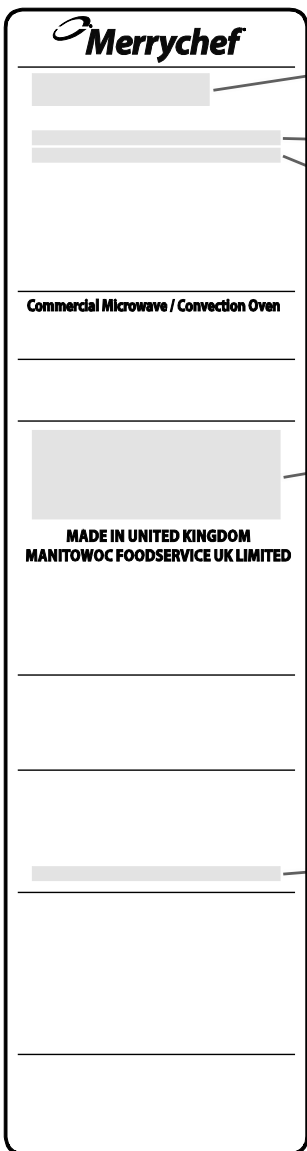 Merrychef
Commercial Microwave / Convection Oven
MADE IN UNITED KINGDOM
MANITOWOC FOODSERVICE UK LIMITED